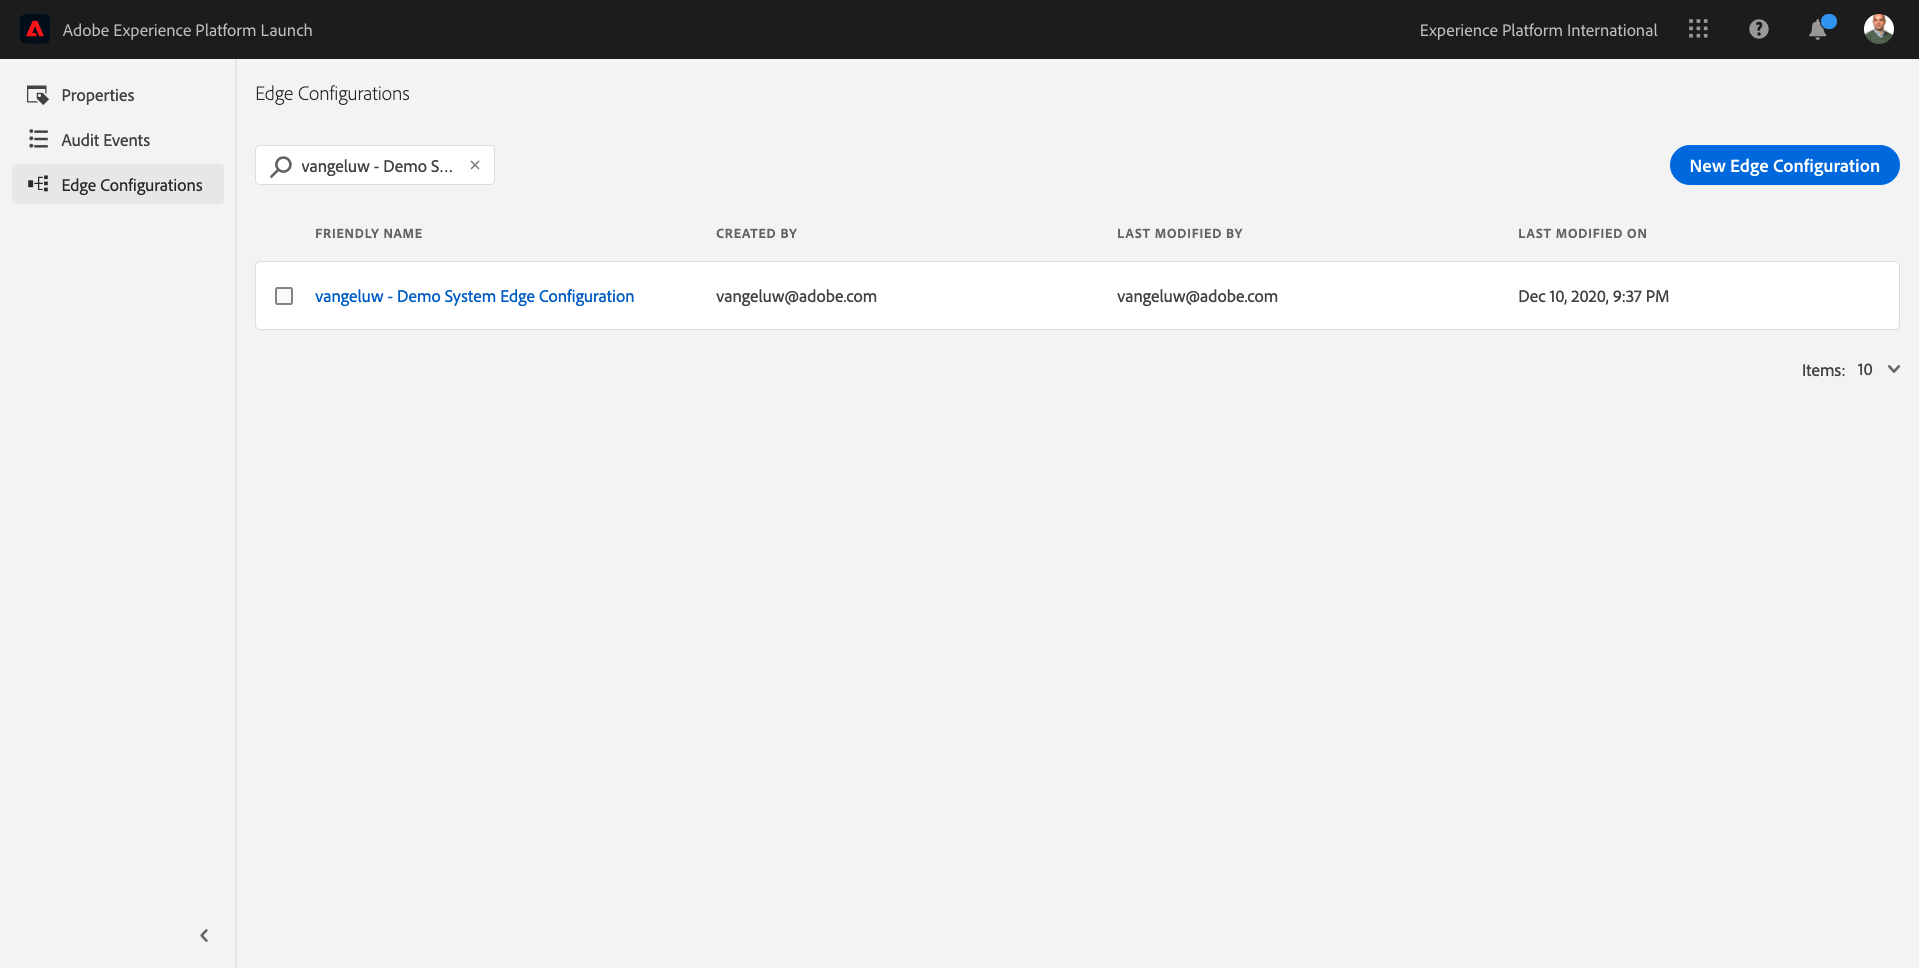 Adobe Experience Platform Launch
Experience Platform International
Properties
Audit Events
Edge Configurations
Edge Configurations
vangeluw - Demo S...
New Edge Configuration
FRIENDLY NAME CREATED BY LAST MODIFIED BY LAST MODIFIED ON
vangeluw - Demo System Edge Configuration vangeluw@adobe.com vangeluw@adobe.com Dec 10, 2020, 9:37 PM
Items: 10